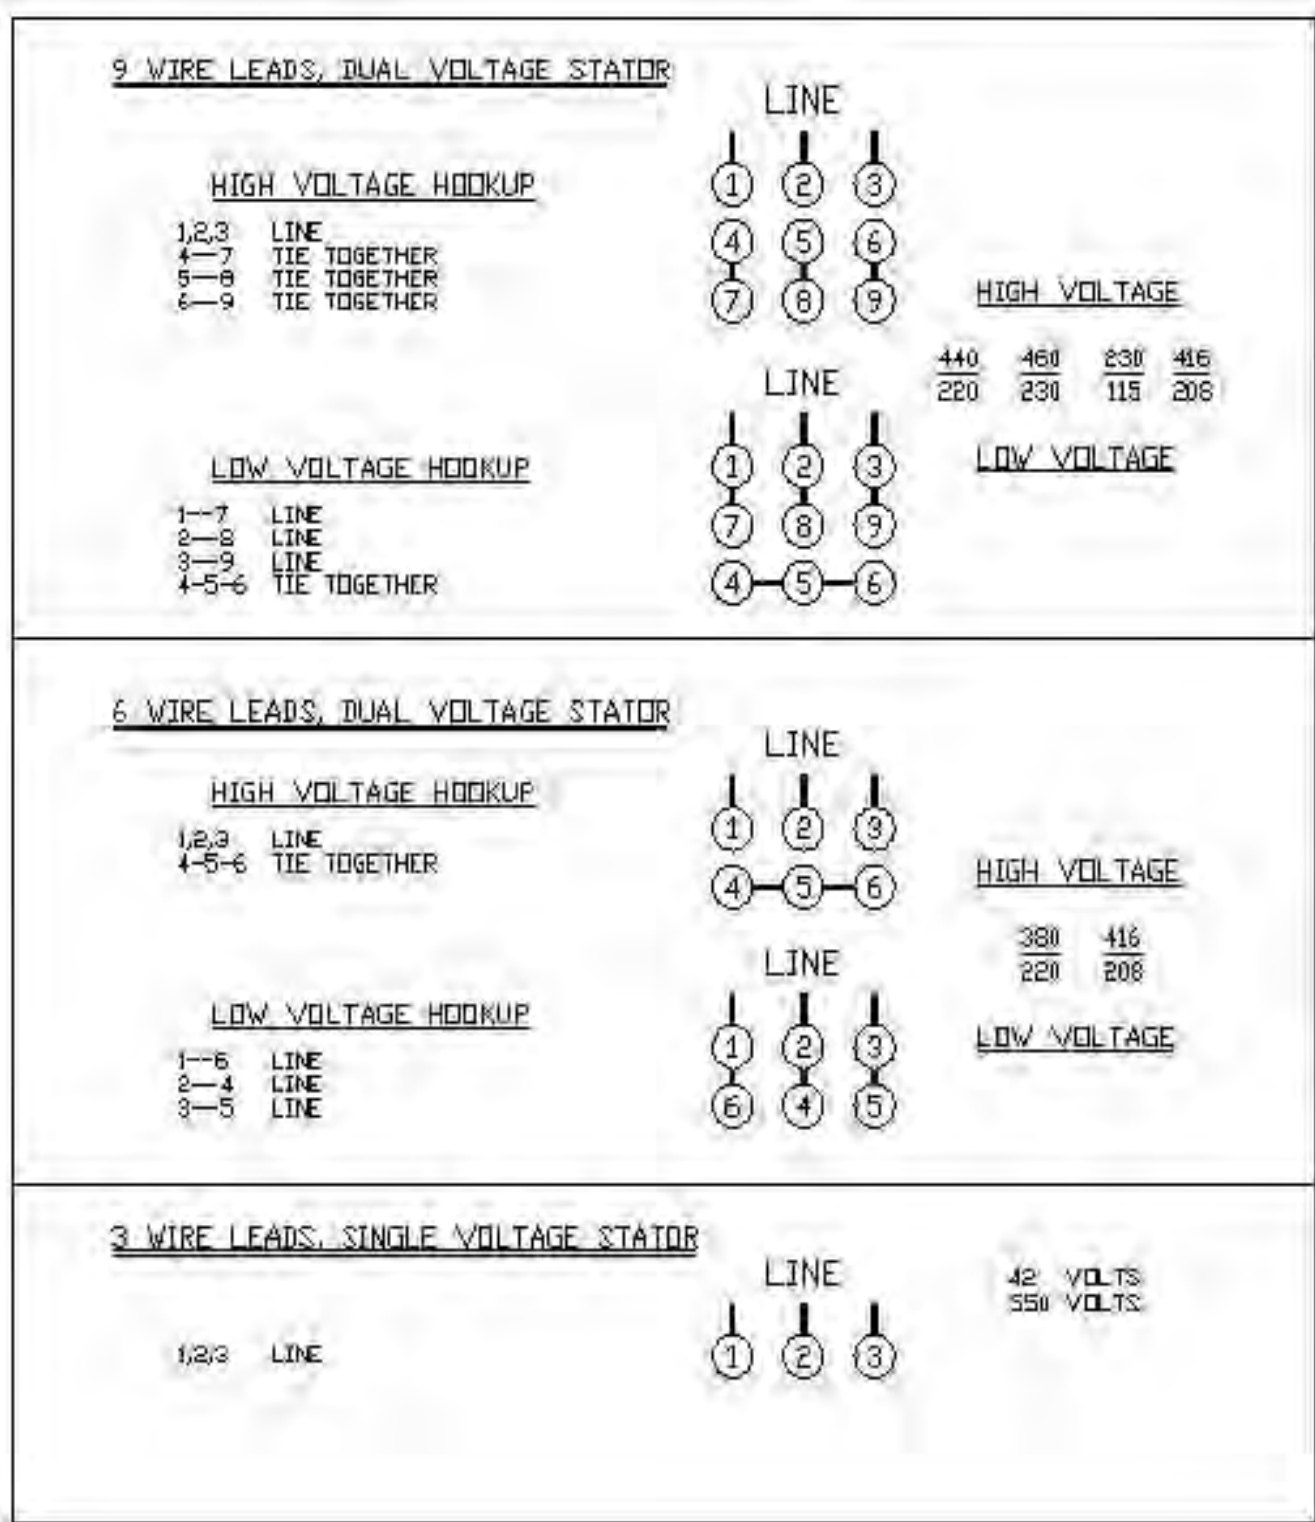 9 WIRE LEADS, DUAL VOLTAGE STATOR
HIGH VOLTAGE HOOKUP
1,2,3 LINE
4--7 TIE TOGETHER
5--8 TIE TOGETHER
6--9 TIE TOGETHER
LINE
1 2 3
4 5 6
7 8 9
HIGH VOLTAGE
440 460 230 416
220 230 115 208
LOW VOLTAGE
LOW VOLTAGE HOOKUP
1--7 LINE
2--8 LINE
3--9 LINE
4-5-6 TIE TOGETHER
LINE
1 2 3
7 8 9
4 5 6
6 WIRE LEADS, DUAL VOLTAGE STATOR
HIGH VOLTAGE HOOKUP
1,2,3 LINE
4-5-6 TIE TOGETHER
LINE
1 2 3
4 5 6
HIGH VOLTAGE
380 416
220 208
LOW VOLTAGE
LOW VOLTAGE HOOKUP
1--6 LINE
2--4 LINE
3--5 LINE
LINE
1 2 3
6 4 5
3 WIRE LEADS, SINGLE VOLTAGE STATOR
1,2,3 LINE
LINE
1 2 3
42 VOLTS
550 VOLTS